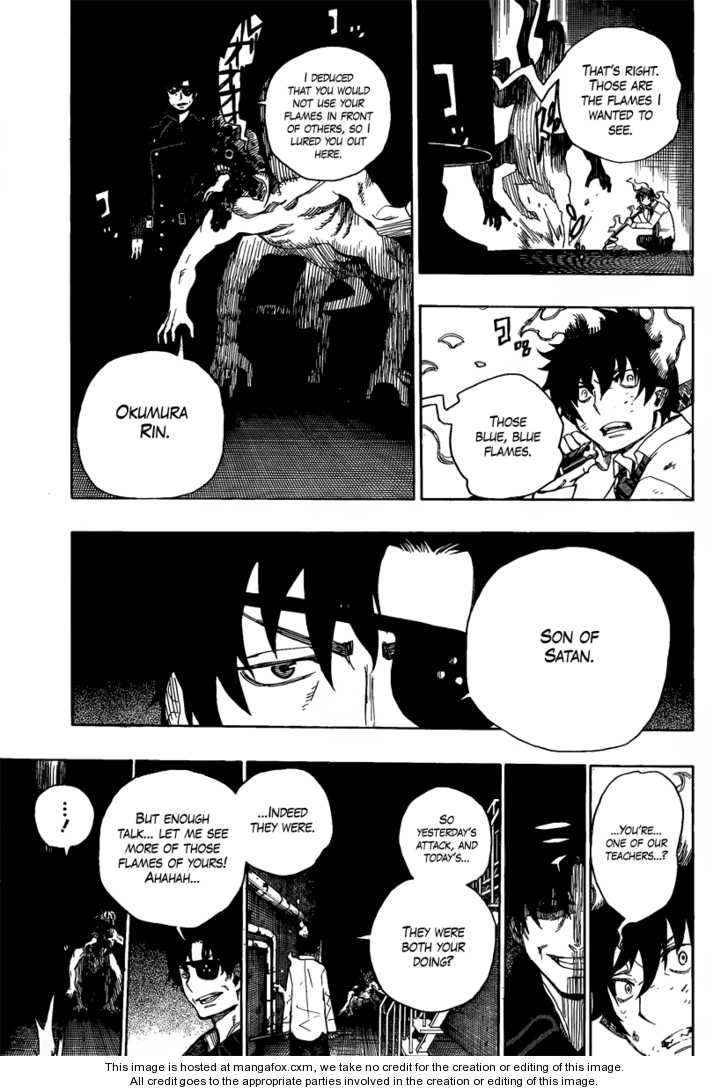 THAT'S RIGHT.
THOSE ARE
THE FLAMES I
WANTED TO
SEE.
I DEDUCED
THAT YOU WOULD
NOT USE YOUR
FLAMES IN FRONT
OF OTHERS, SO I
LURED YOU OUT
HERE.
THOSE
BLUE, BLUE
FLAMES.
OKUMURA
RIN.
SON OF
SATAN.
...YOU'RE...
ONE OF OUR
TEACHERS...?
SO
YESTERDAY'S
ATTACK, AND
TODAY'S...
THEY WERE
BOTH YOUR
DOING?
...INDEED
THEY WERE.
BUT ENOUGH
TALK... LET ME SEE
MORE OF THOSE
FLAMES OF YOURS!
AHAHAH...
...!
THIS IMAGE IS HOSTED AT mangafox.cxm, WE TAKE NO CREDIT FOR THE CREATION OR EDITING OF THIS IMAGE.
All credit goes to the appropriate parties involved in the creation or editing of this image.